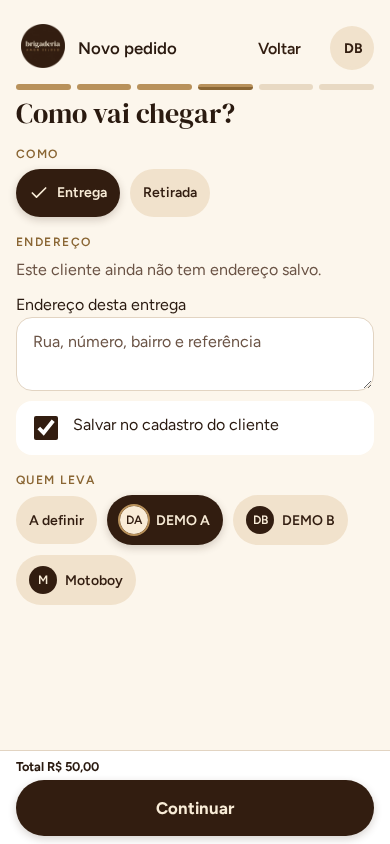 brigaderia
Novo pedido
Voltar
DB
Como vai chegar?
COMO
Entrega
Retirada
ENDEREÇO
Este cliente ainda não tem endereço salvo.
Endereço desta entrega
Rua, número, bairro e referência
Salvar no cadastro do cliente
QUEM LEVA
A definir
DA DEMO A
DB DEMO B
M Motoboy
Total R$ 50,00
Continuar